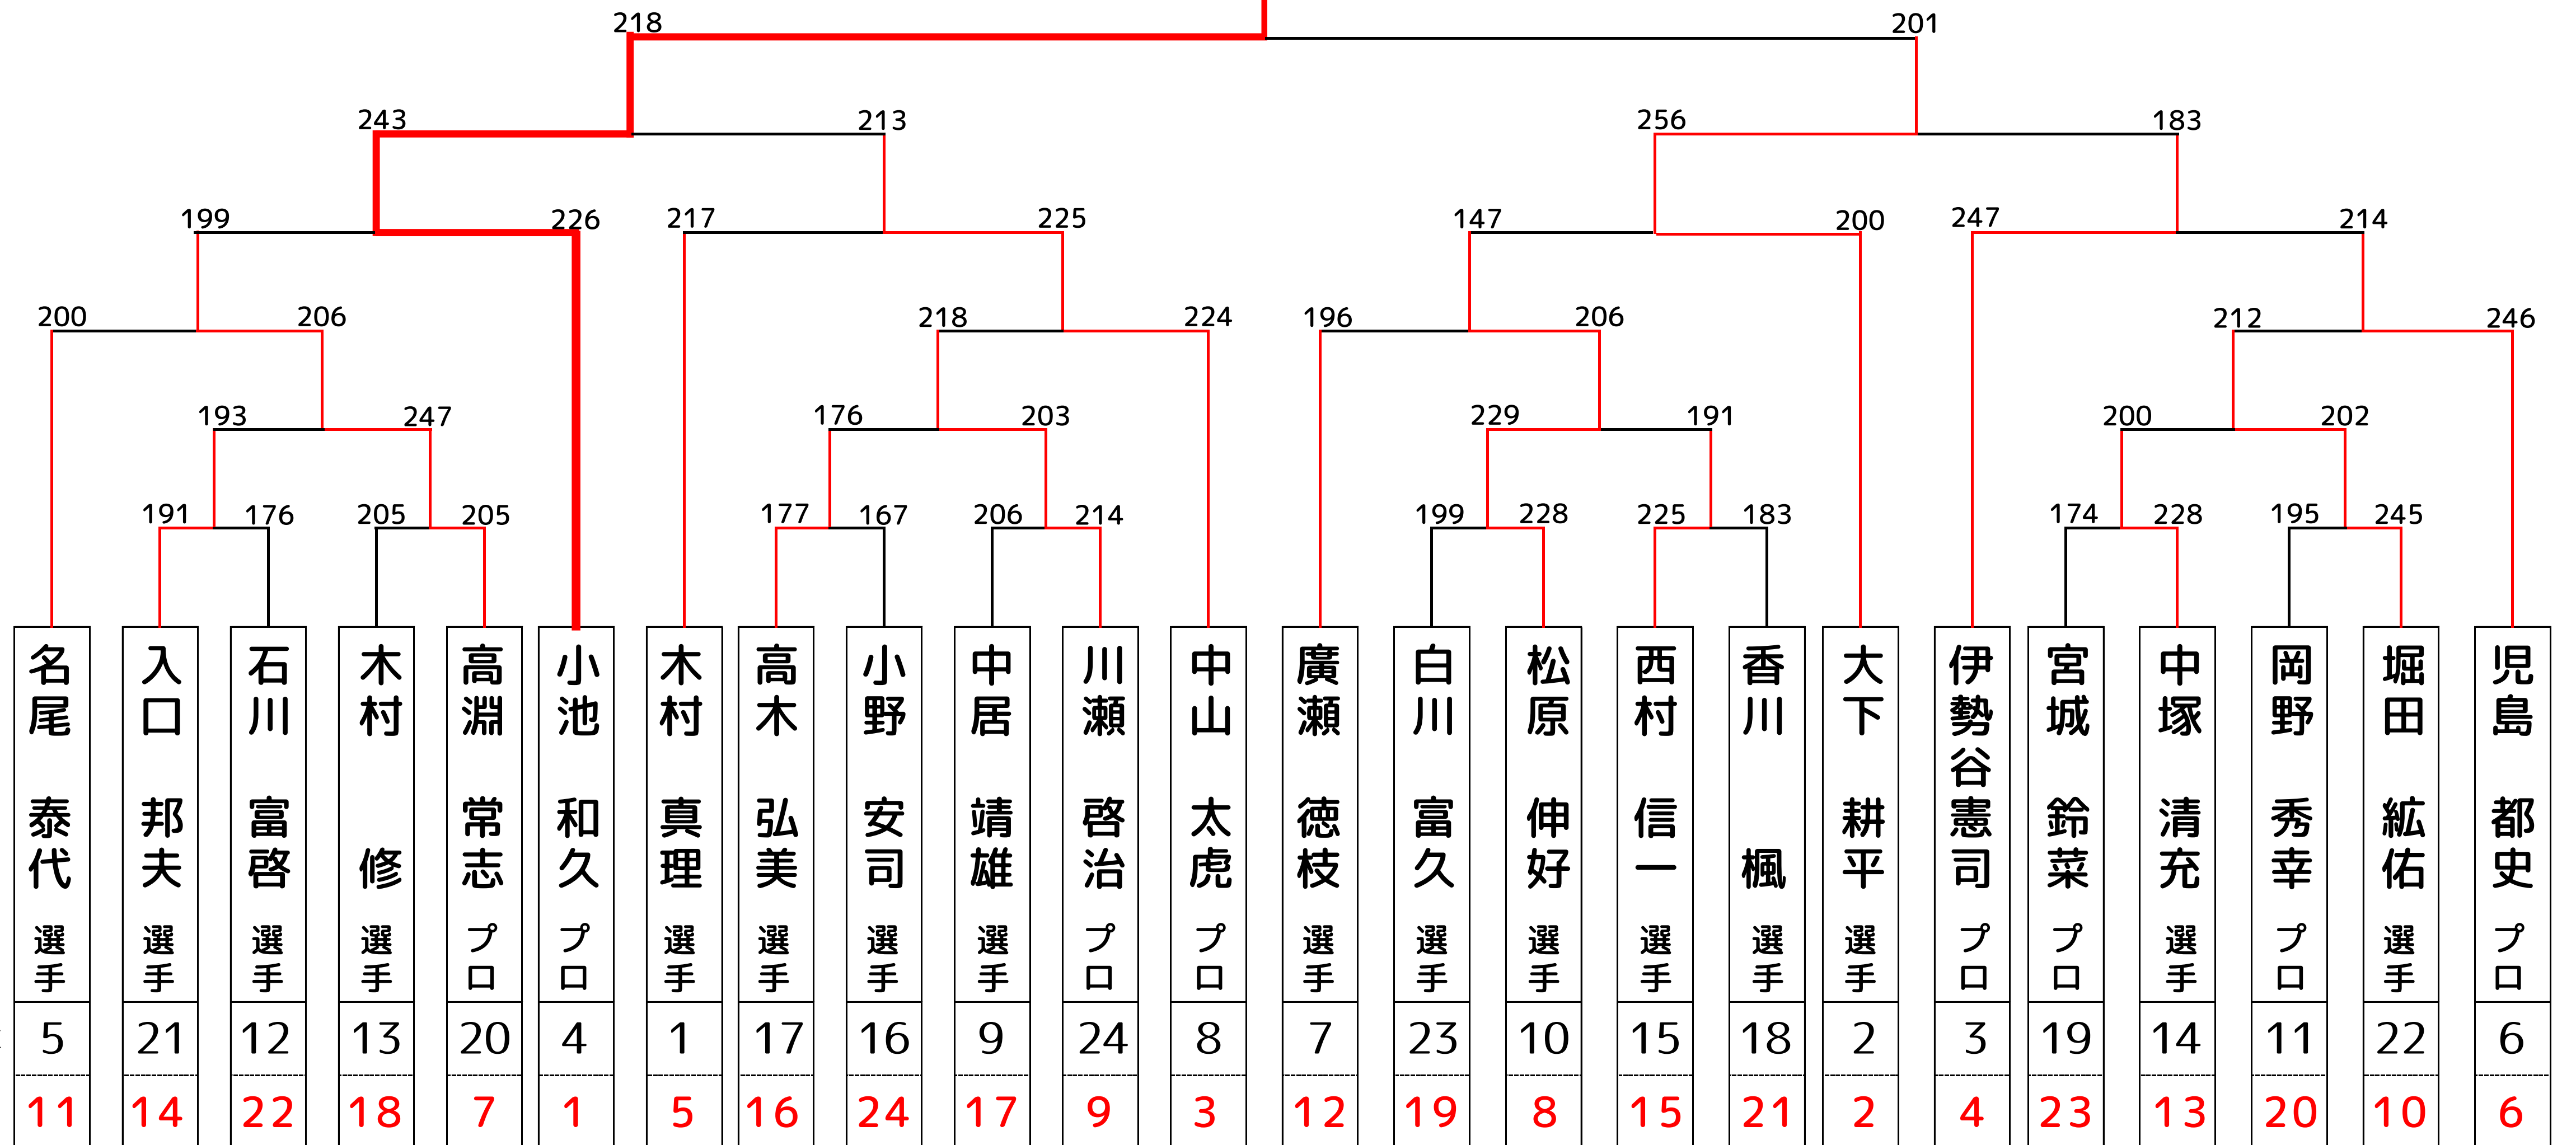 218 201
243 213 256 183
199 226 217 225 147 200 247 214
200 206 218 224 196 206 212 246
193 247 176 203 229 191 200 202
191 176 205 205 177 167 206 214 199 228 225 183 174 228 195 245
名尾 泰代 選手
入口 邦夫 選手
石川 富啓 選手
木村 修 選手
高淵 常志 プロ
小池 和久 プロ
木村 真理 選手
高木 弘美 選手
小野 安司 選手
中居 靖雄 選手
川瀬 啓治 プロ
中山 太虎 プロ
廣瀬 徳枝 選手
白川 富久 選手
松原 伸好 選手
西村 信一 選手
香川 楓 選手
大下 耕平 選手
伊勢谷憲司 プロ
宮城 鈴菜 プロ
中塚 清充 選手
岡野 秀幸 プロ
堀田 紘佑 選手
児島 都史 プロ
5 21 12 13 20 4 1 17 16 9 24 8 7 23 10 15 18 2 3 19 14 11 22 6
11 14 22 18 7 1 5 16 24 17 9 3 12 19 8 15 21 2 4 23 13 20 10 6